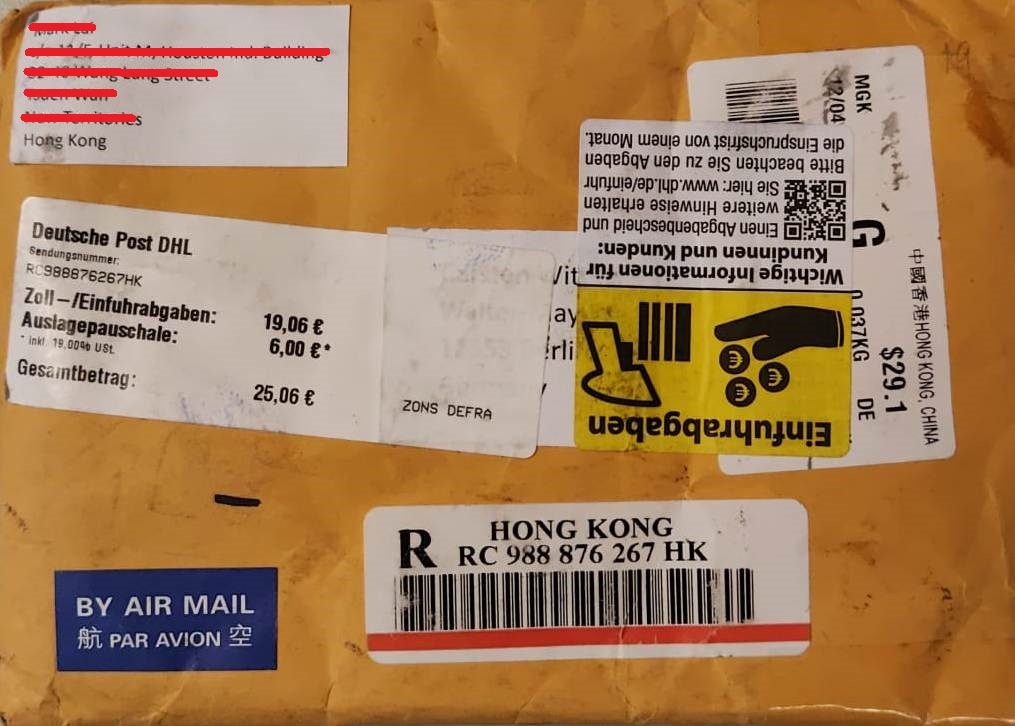 Hong Kong
Deutsche Post DHL
Sendungsnummer:
RC988876267HK
Zoll-/Einfuhrabgaben: 19,06 €
Auslagepauschale: 6,00 €*
* inkl. 19,00% USt.
Gesamtbetrag: 25,06 €
ZONS DEFRA
Einfuhrabgaben
Wichtige Informationen für
Kundinnen und Kunden:
Einen Abgabenbescheid und
weitere Hinweise erhalten
Sie hier: www.dhl.de/einfuhr
Bitte beachten Sie zu den Abgaben
die Einspruchsfrist von einem Monat.
MGK
12/04
G
0.037KG
DE
$29.1
中國香港HONG KONG, CHINA
R
HONG KONG
RC 988 876 267 HK
BY AIR MAIL
航 PAR AVION 空